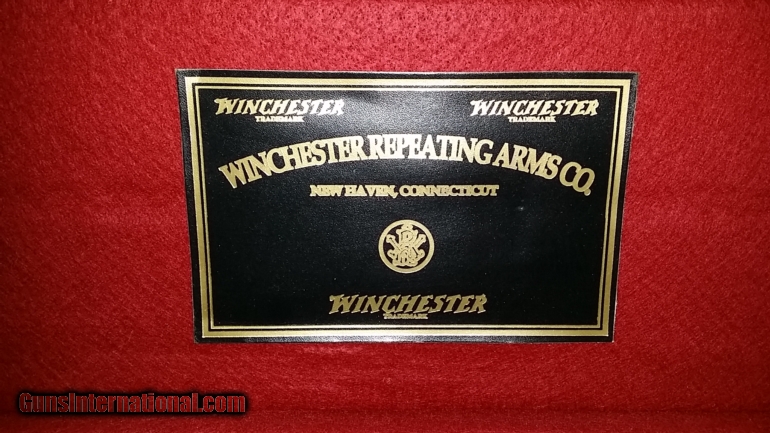 WINCHESTER WINCHESTER
TRADEMARK TRADEMARK
WINCHESTER REPEATING ARMS CO.
NEW HAVEN, CONNECTICUT
WINCHESTER
TRADEMARK
GunsInternational.com